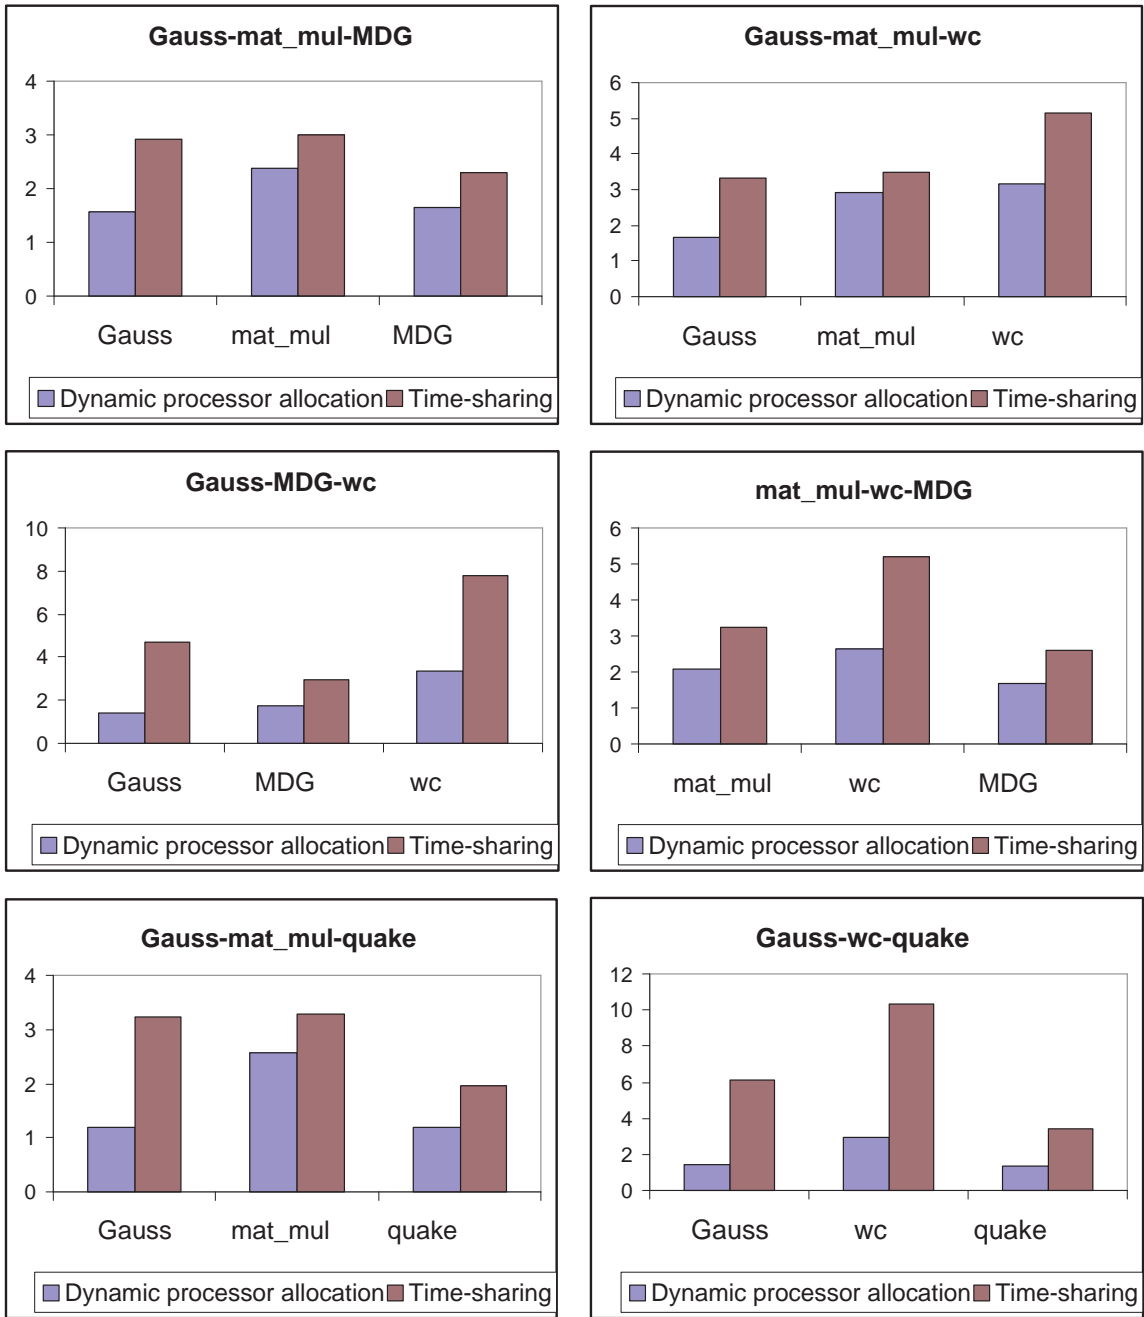 Gauss-mat_mul-MDG
4
3
2
1
0
Gauss mat_mul MDG
Dynamic processor allocation Time-sharing
Gauss-mat_mul-wc
6
5
4
3
2
1
0
Gauss mat_mul wc
Dynamic processor allocation Time-sharing
Gauss-MDG-wc
10
8
6
4
2
0
Gauss MDG wc
Dynamic processor allocation Time-sharing
mat_mul-wc-MDG
6
5
4
3
2
1
0
mat_mul wc MDG
Dynamic processor allocation Time-sharing
Gauss-mat_mul-quake
4
3
2
1
0
Gauss mat_mul quake
Dynamic processor allocation Time-sharing
Gauss-wc-quake
12
10
8
6
4
2
0
Gauss wc quake
Dynamic processor allocation Time-sharing